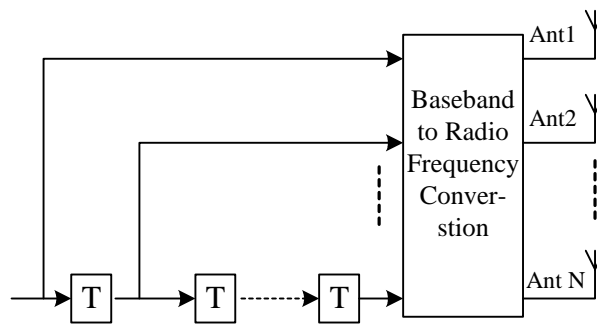 Ant1
Baseband
to Radio
Frequency
Conver-
stion
Ant2
Ant N
T
T
T